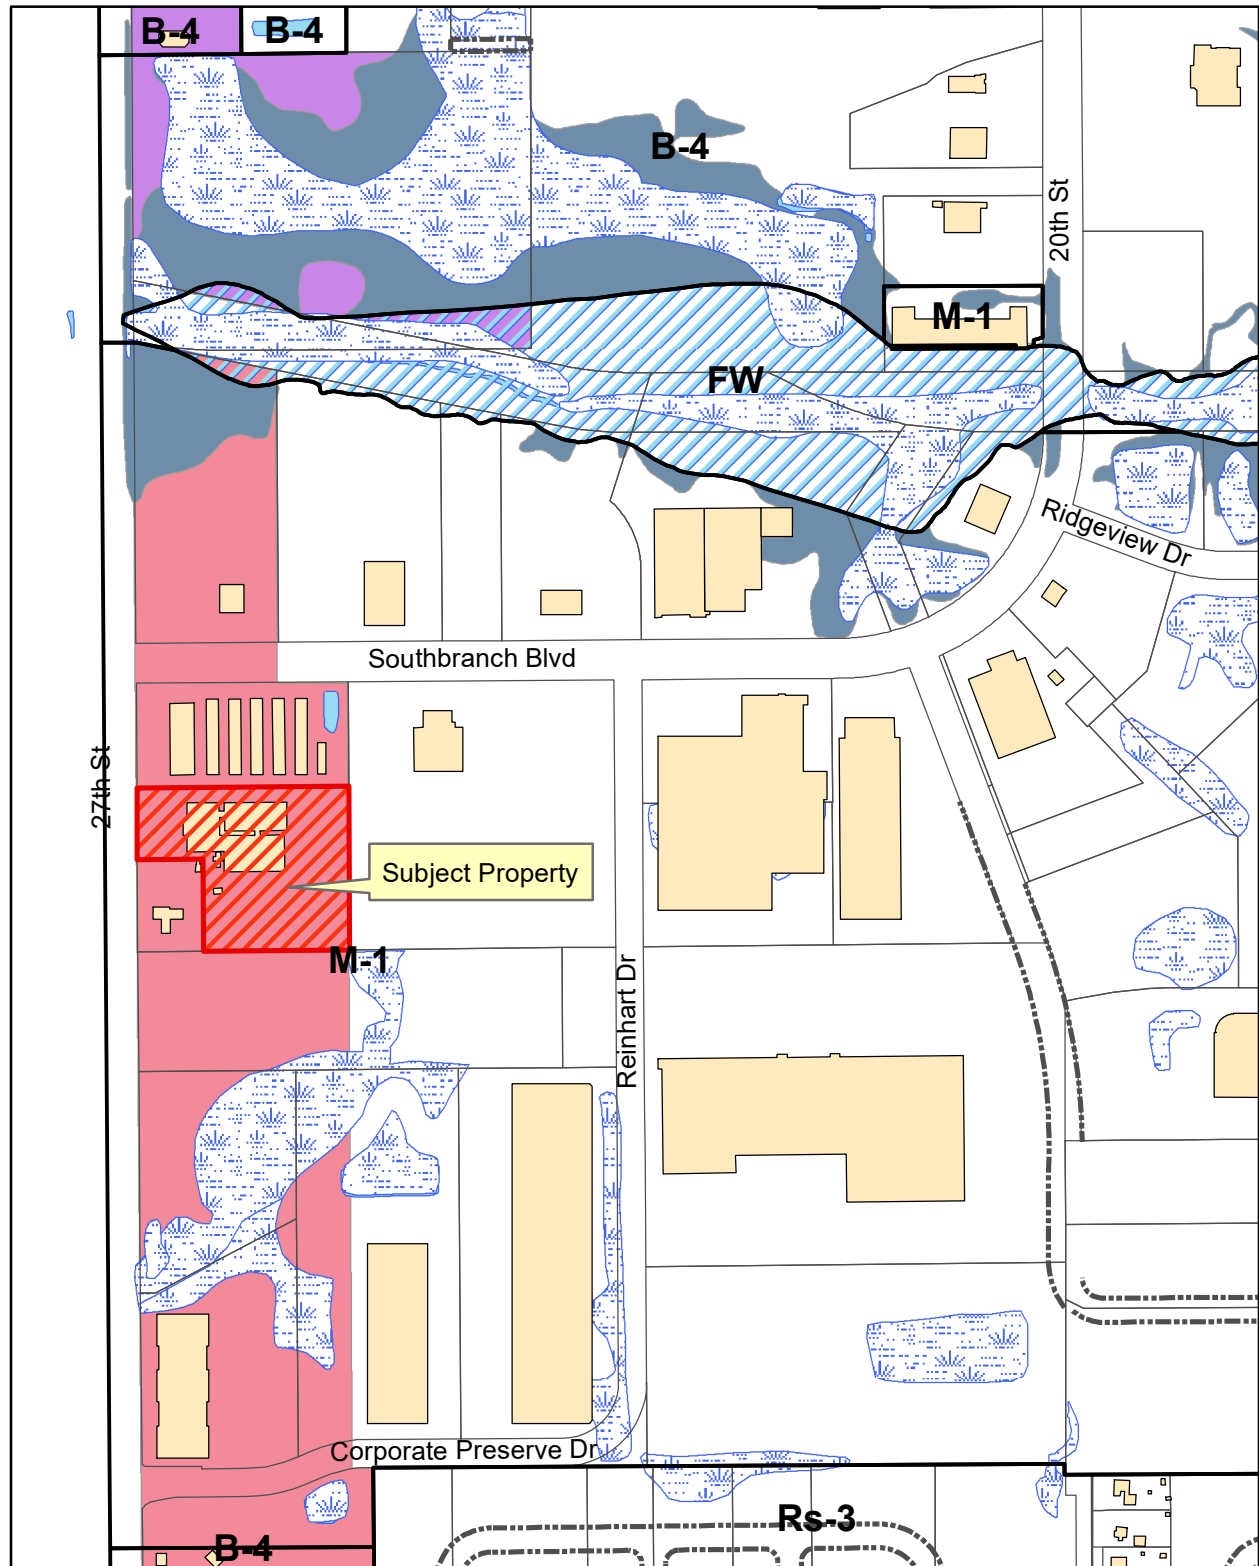 B-4
B-4
B-4
20th St
M-1
FW
Ridgeview Dr
Southbranch Blvd
27th St
Subject Property
M-1
Reinhart Dr
Corporate Preserve Dr
Rs-3
B-4